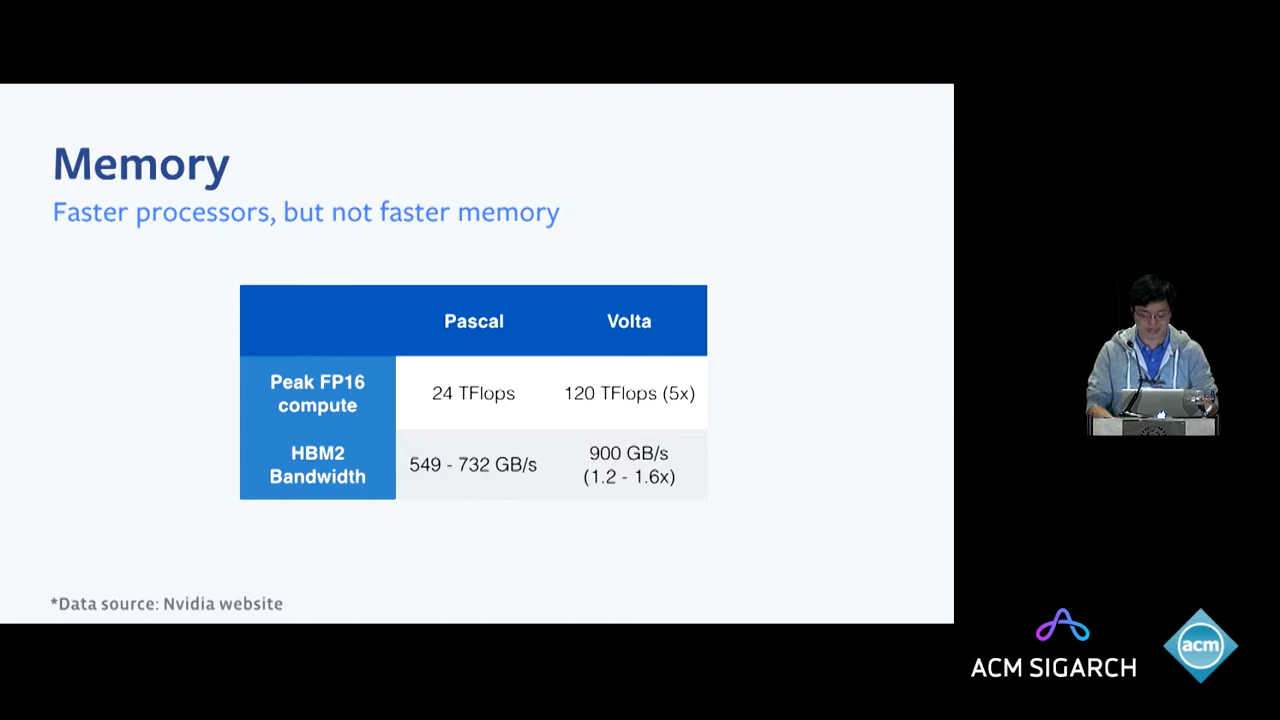 Memory
Faster processors, but not faster memory
Pascal
Volta
Peak FP16
compute
24 TFlops
120 TFlops (5x)
HBM2
Bandwidth
549 - 732 GB/s
900 GB/s
(1.2 - 1.6x)
*Data source: Nvidia website
ACM SIGARCH
acm